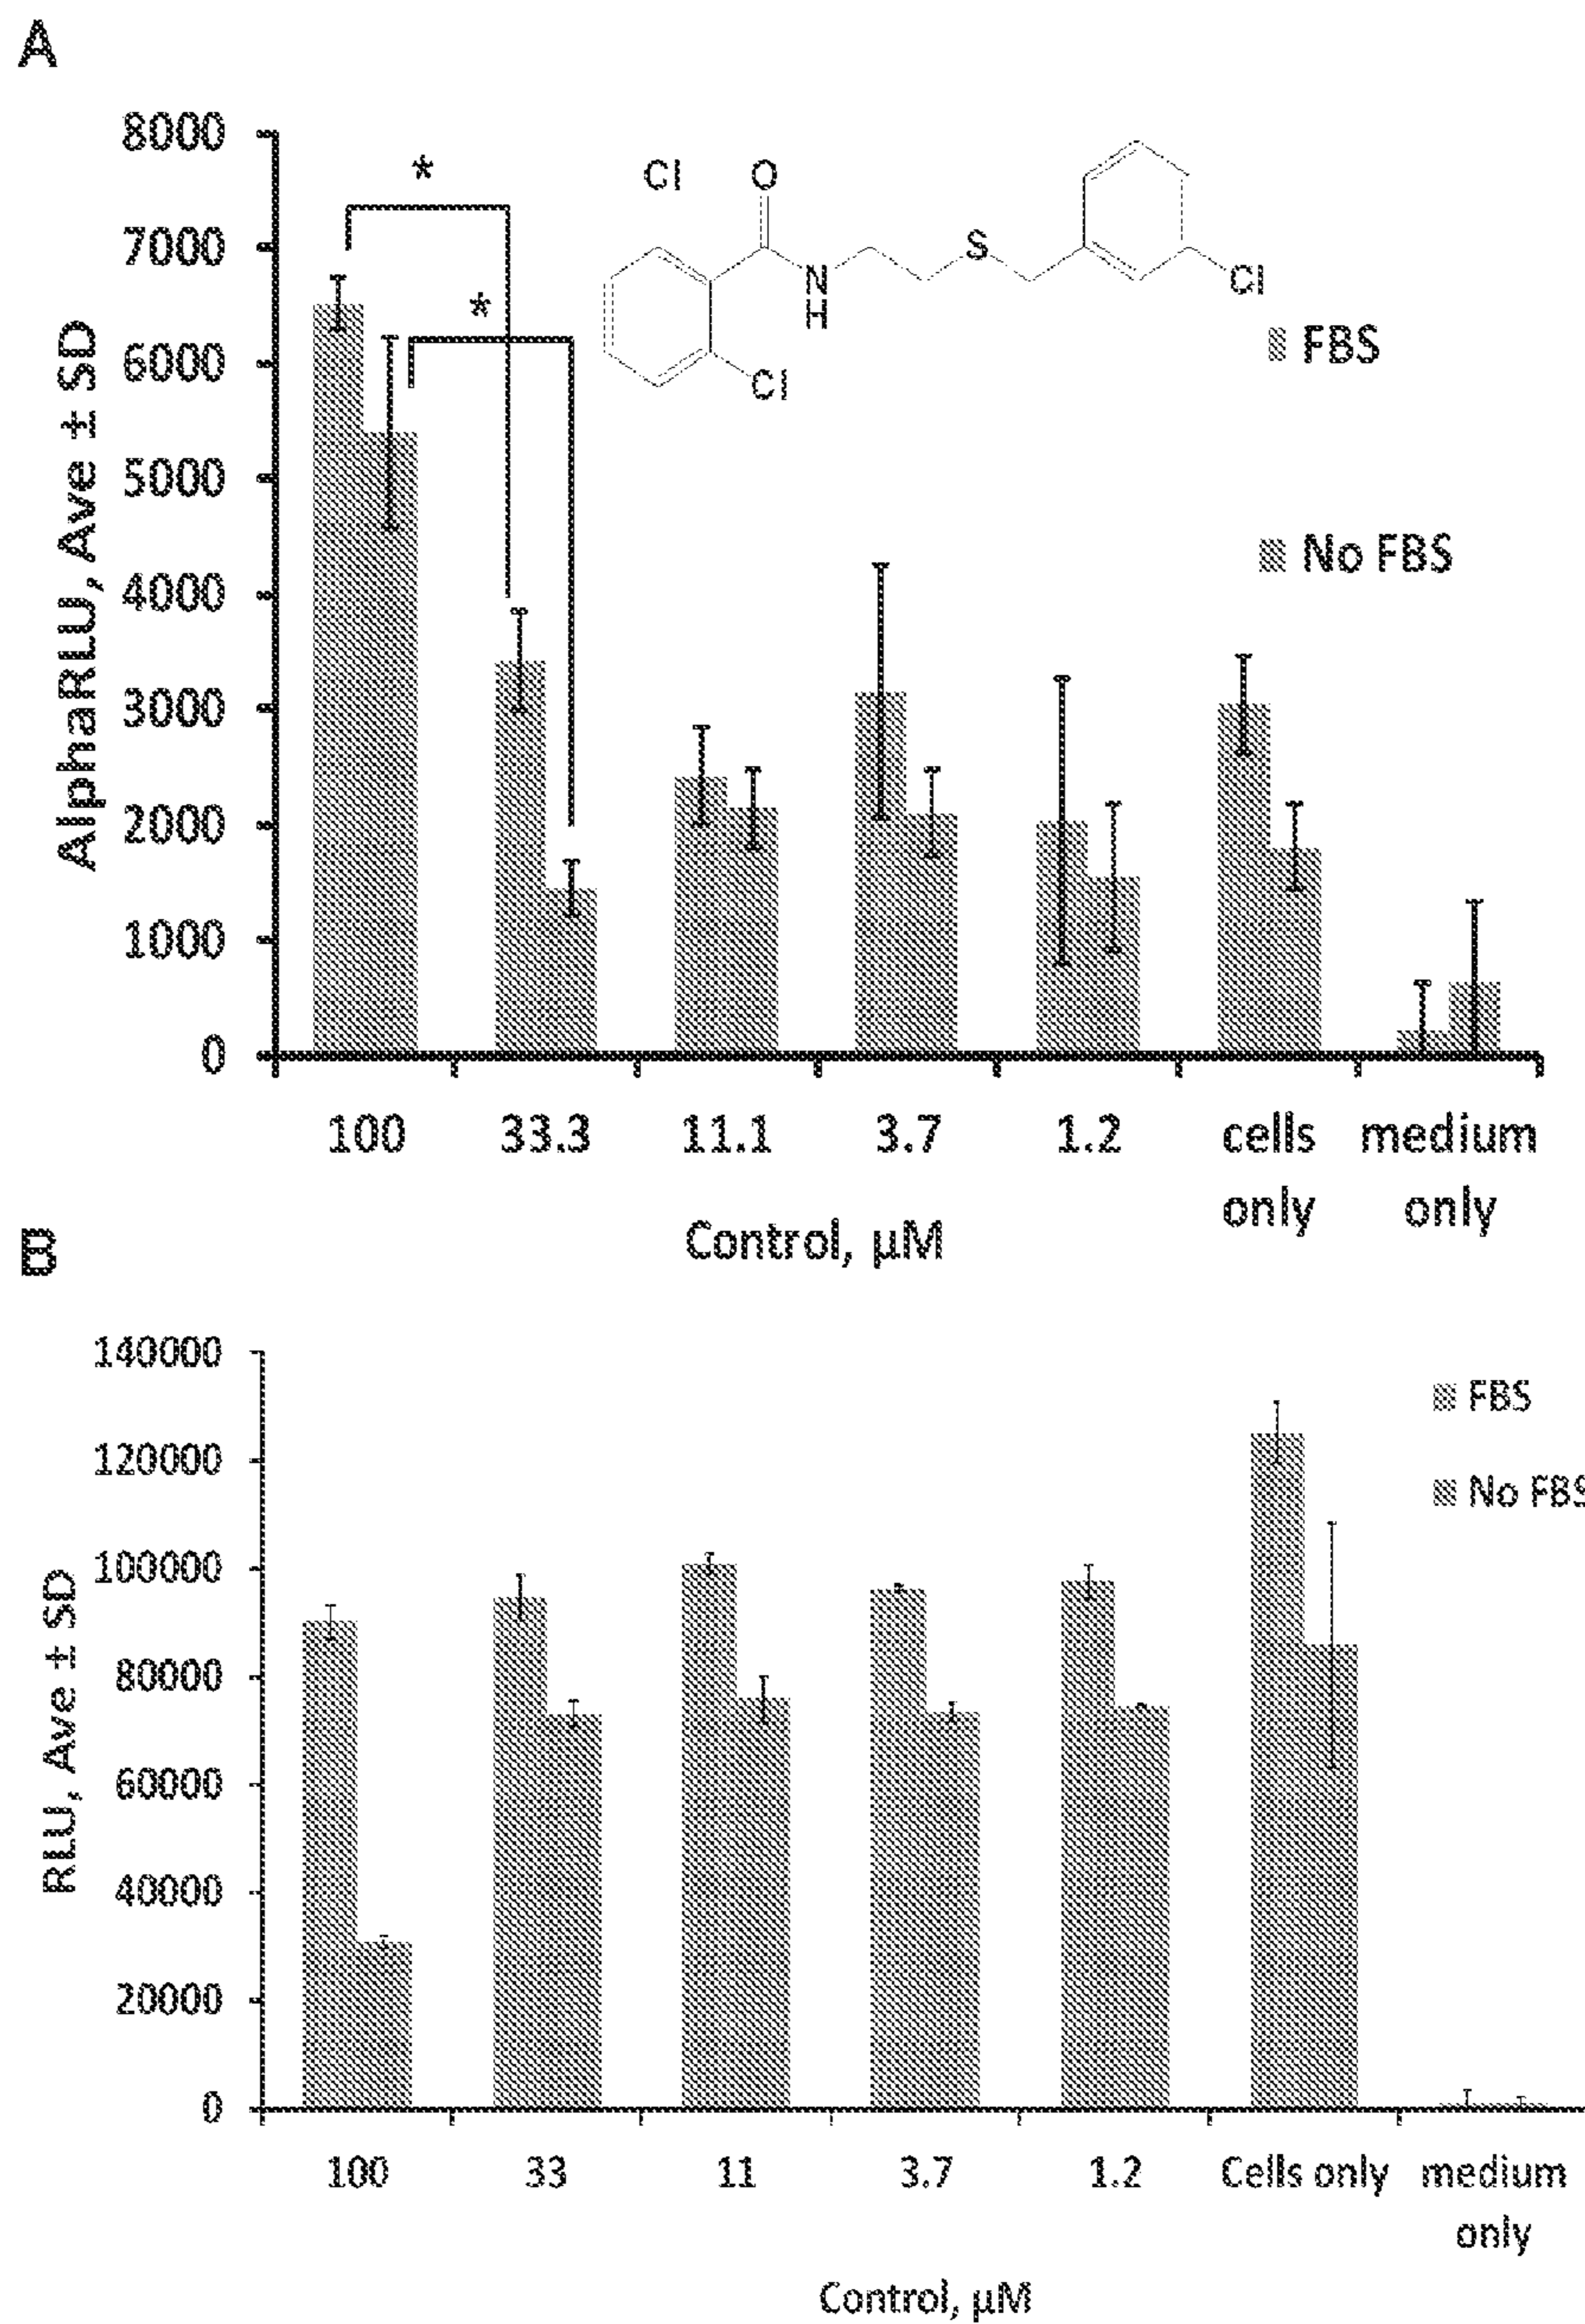 A
8000
7000
6000
5000
4000
3000
2000
1000
0
AlphaRLU, Ave ± SD
*
*
Cl
O
N
H
S
Cl
Cl
FBS
No FBS
100 33.3 11.1 3.7 1.2 cells medium
only only
Control, µM
B
140000
120000
100000
80000
60000
40000
20000
0
RLU, Ave ± SD
FBS
No FBS
100 33 11 3.7 1.2 Cells only medium
only
Control, µM